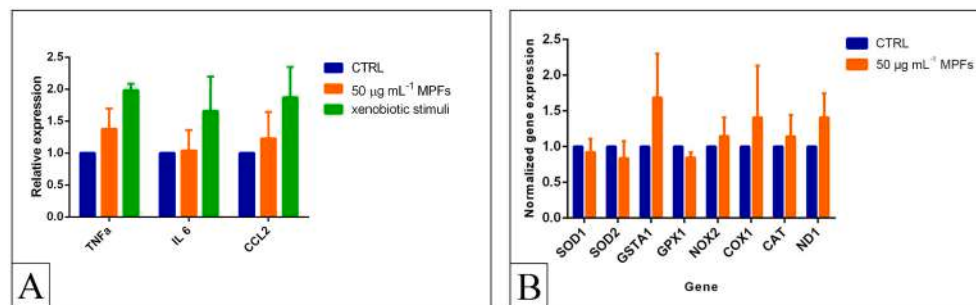 CTRL
50 µg mL⁻¹ MPFs
xenobiotic stimuli
Relative expression
2.5
2.0
1.5
1.0
0.5
0.0
TNFa
IL 6
CCL2
A
CTRL
50 µg mL⁻¹ MPFs
Normalized gene expression
2.5
2.0
1.5
1.0
0.5
0.0
SOD1
SOD2
GSTA1
GPX1
NOX2
COX1
CAT
ND1
Gene
B